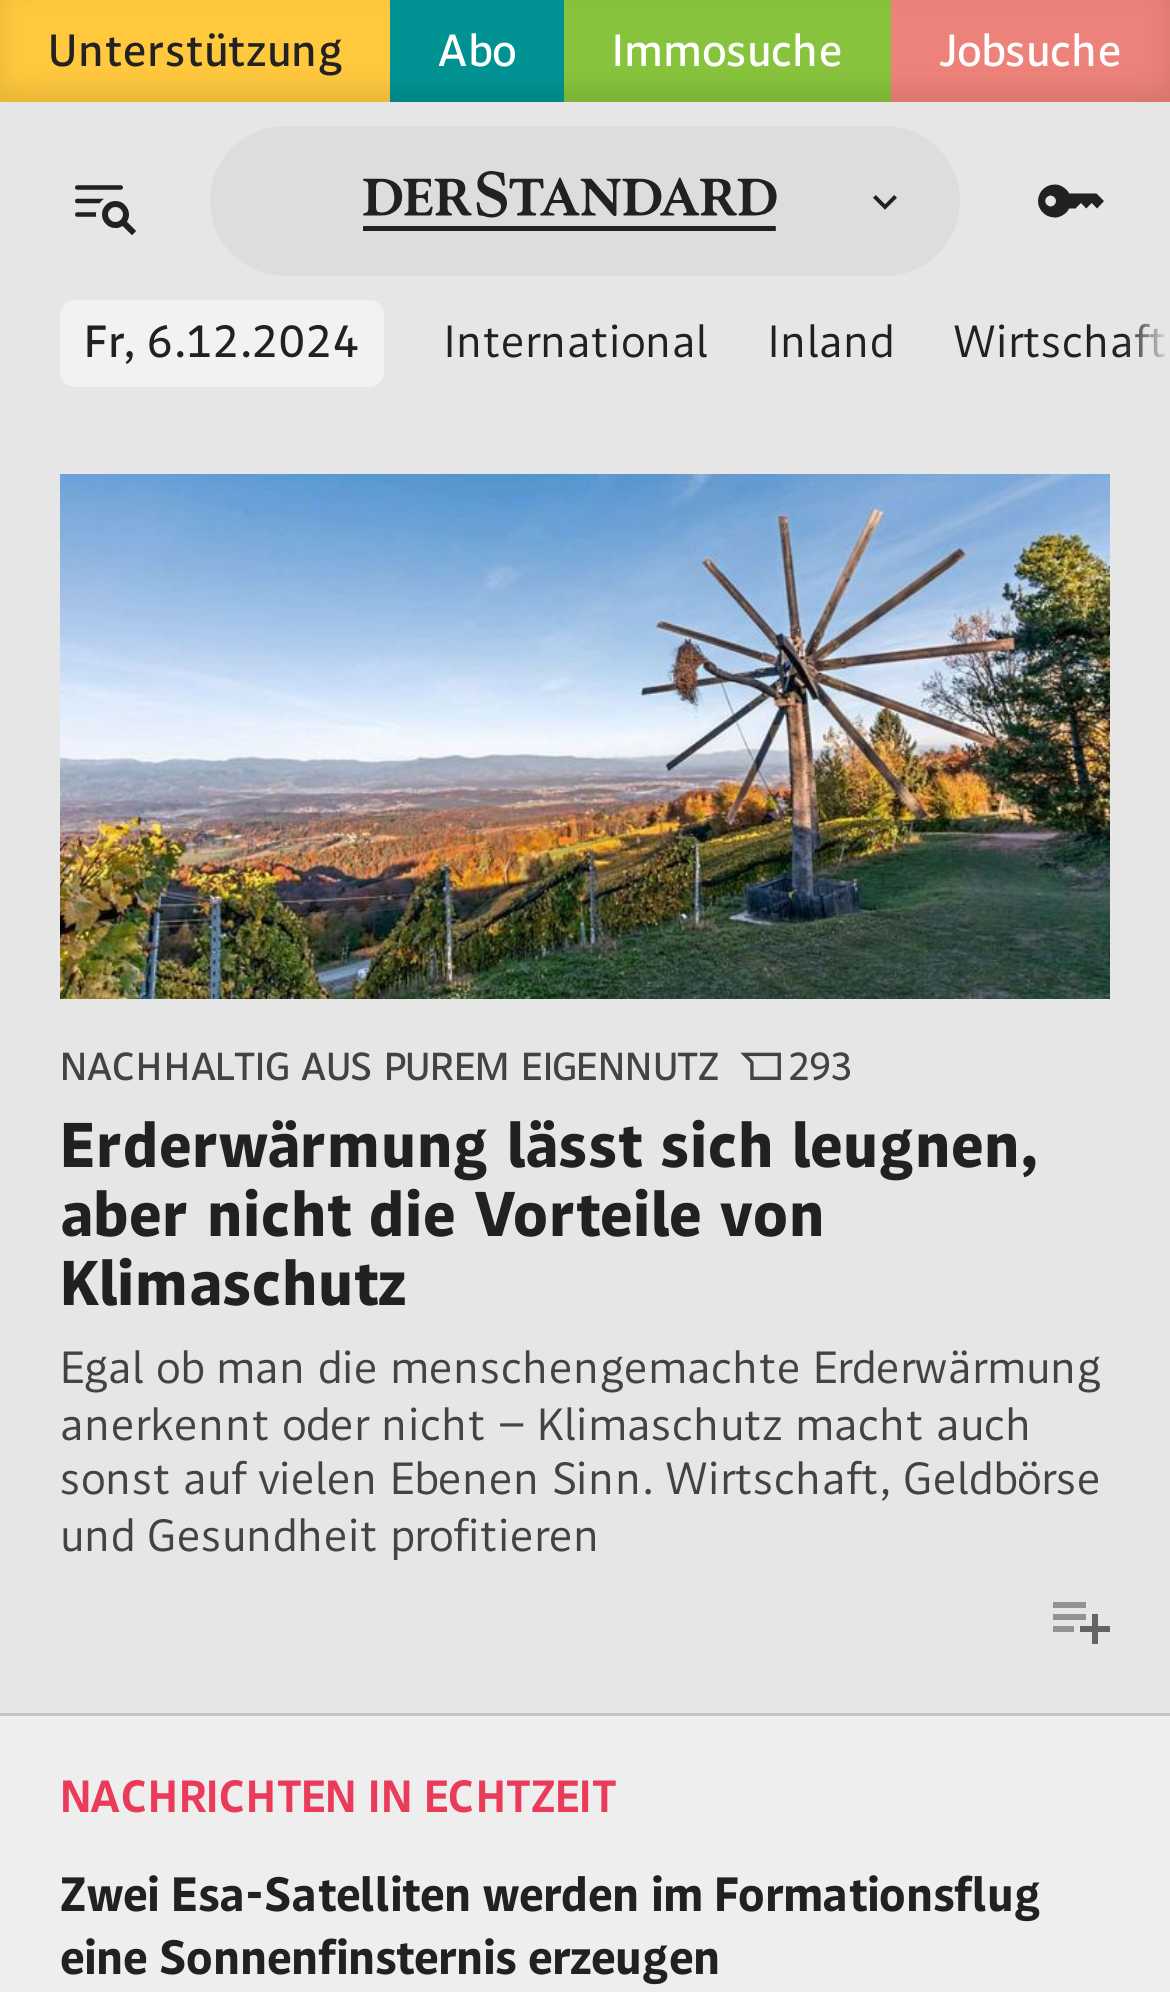 Unterstützung Abo Immosuche Jobsuche
DERSTANDARD
Fr, 6.12.2024 International Inland Wirtschaft
NACHHALTIG AUS PUREM EIGENNUTZ 293
Erderwärmung lässt sich leugnen,
aber nicht die Vorteile von
Klimaschutz
Egal ob man die menschengemachte Erderwärmung
anerkennt oder nicht – Klimaschutz macht auch
sonst auf vielen Ebenen Sinn. Wirtschaft, Geldbörse
und Gesundheit profitieren
NACHRICHTEN IN ECHTZEIT
Zwei Esa-Satelliten werden im Formationsflug
eine Sonnenfinsternis erzeugen